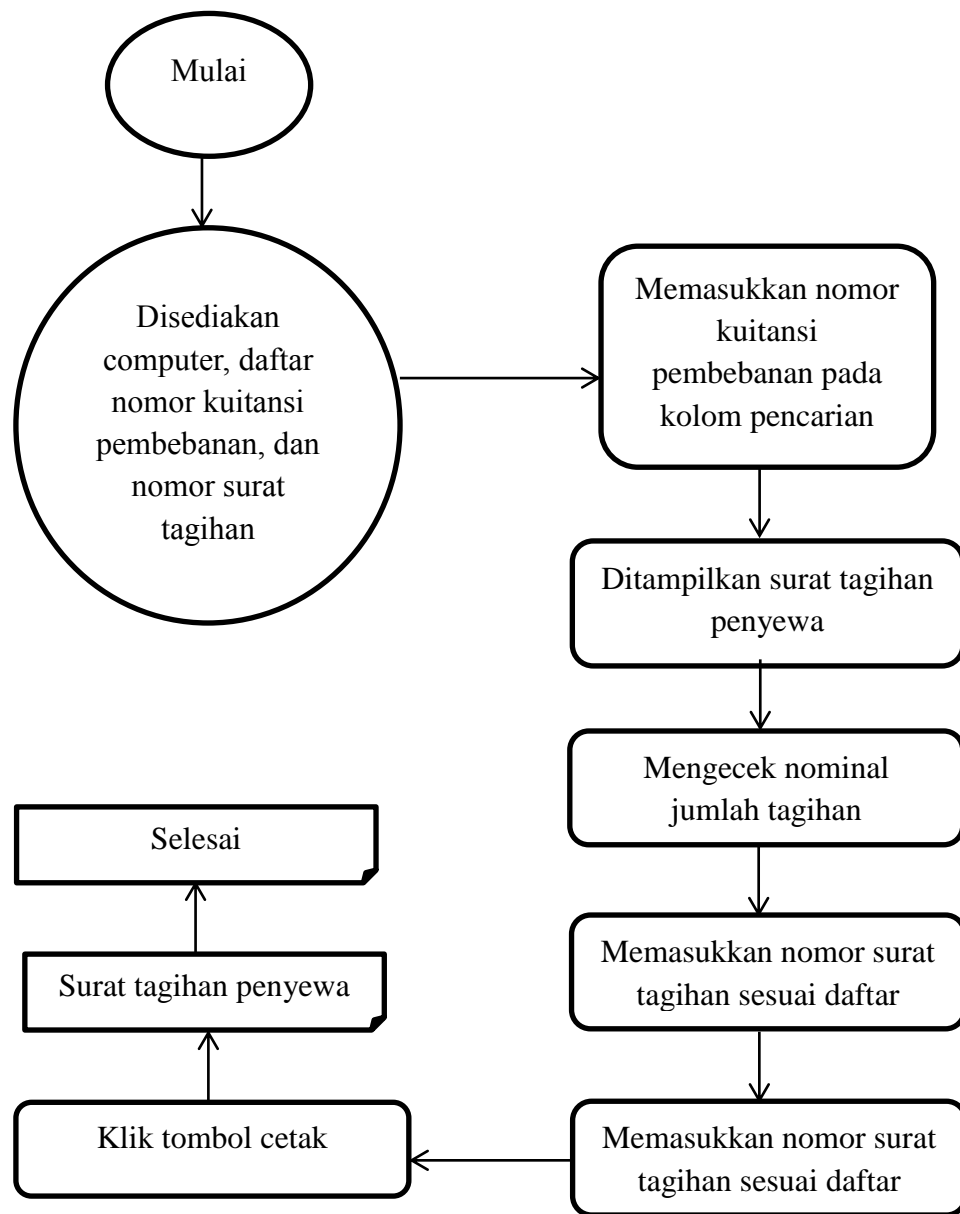 Mulai
Disediakan
computer, daftar
nomor kuitansi
pembebanan, dan
nomor surat
tagihan
Memasukkan nomor
kuitansi
pembebanan pada
kolom pencarian
Ditampilkan surat tagihan
penyewa
Mengecek nominal
jumlah tagihan
Memasukkan nomor surat
tagihan sesuai daftar
Memasukkan nomor surat
tagihan sesuai daftar
Klik tombol cetak
Surat tagihan penyewa
Selesai